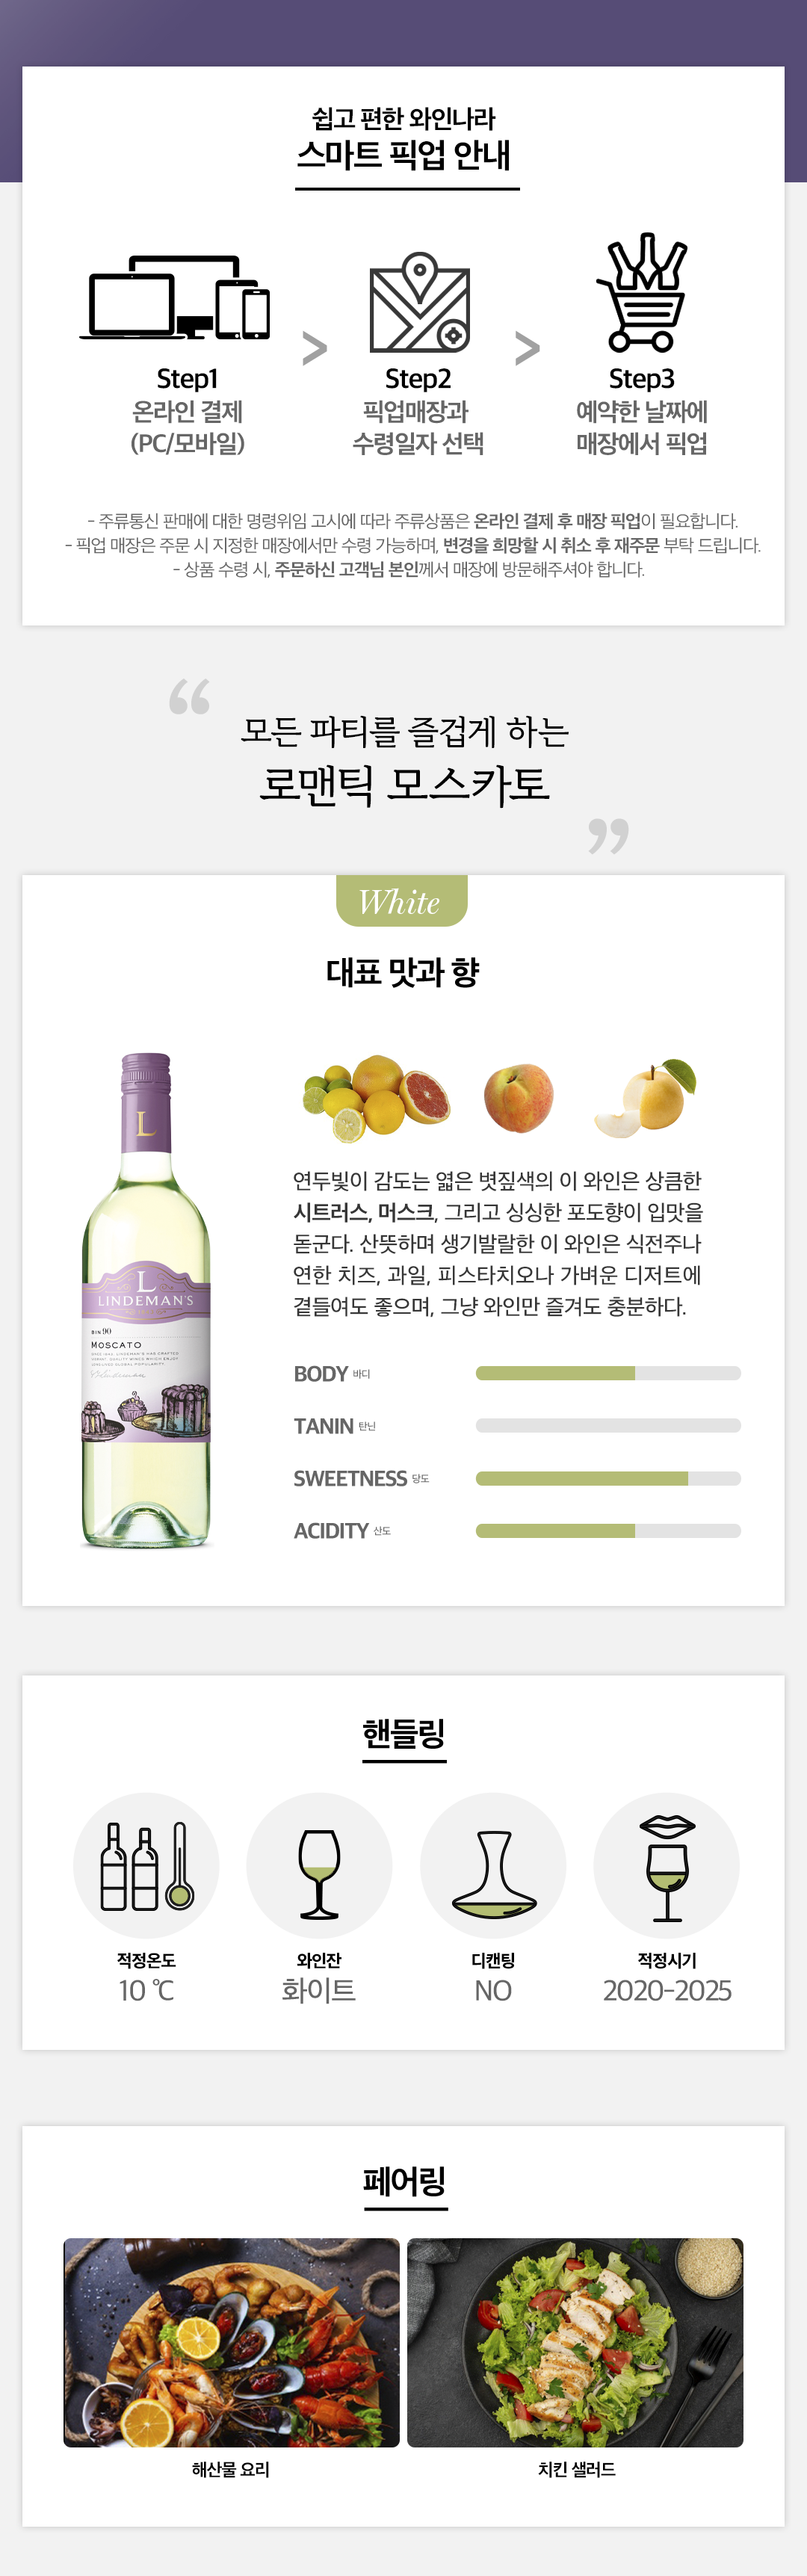 쉽고 편한 와인나라
스마트 픽업 안내
Step1
온라인 결제
(PC/모바일)
>
Step2
픽업매장과
수령일자 선택
>
Step3
예약한 날짜에
매장에서 픽업
- 주류통신 판매에 대한 명령위임 고시에 따라 주류상품은 온라인 결제 후 매장 픽업이 필요합니다.
- 픽업 매장은 주문 시 지정한 매장에서만 수령 가능하며, 변경을 희망할 시 취소 후 재주문 부탁 드립니다.
- 상품 수령 시, 주문하신 고객님 본인께서 매장에 방문해주셔야 합니다.
“
모든 파티를 즐겁게 하는
로맨틱 모스카토
”
White
대표 맛과 향
L
L
LINDEMAN'S
BIN 90
MOSCATO
연두빛이 감도는 엷은 볏짚색의 이 와인은 상큼한
시트러스, 머스크, 그리고 싱싱한 포도향이 입맛을
돋군다. 산뜻하며 생기발랄한 이 와인은 식전주나
연한 치즈, 과일, 피스타치오나 가벼운 디저트에
곁들여도 좋으며, 그냥 와인만 즐겨도 충분하다.
BODY 바디
TANIN 탄닌
SWEETNESS 당도
ACIDITY 산도
핸들링
적정온도
10 ℃
와인잔
화이트
디캔팅
NO
적정시기
2020-2025
페어링
해산물 요리
치킨 샐러드